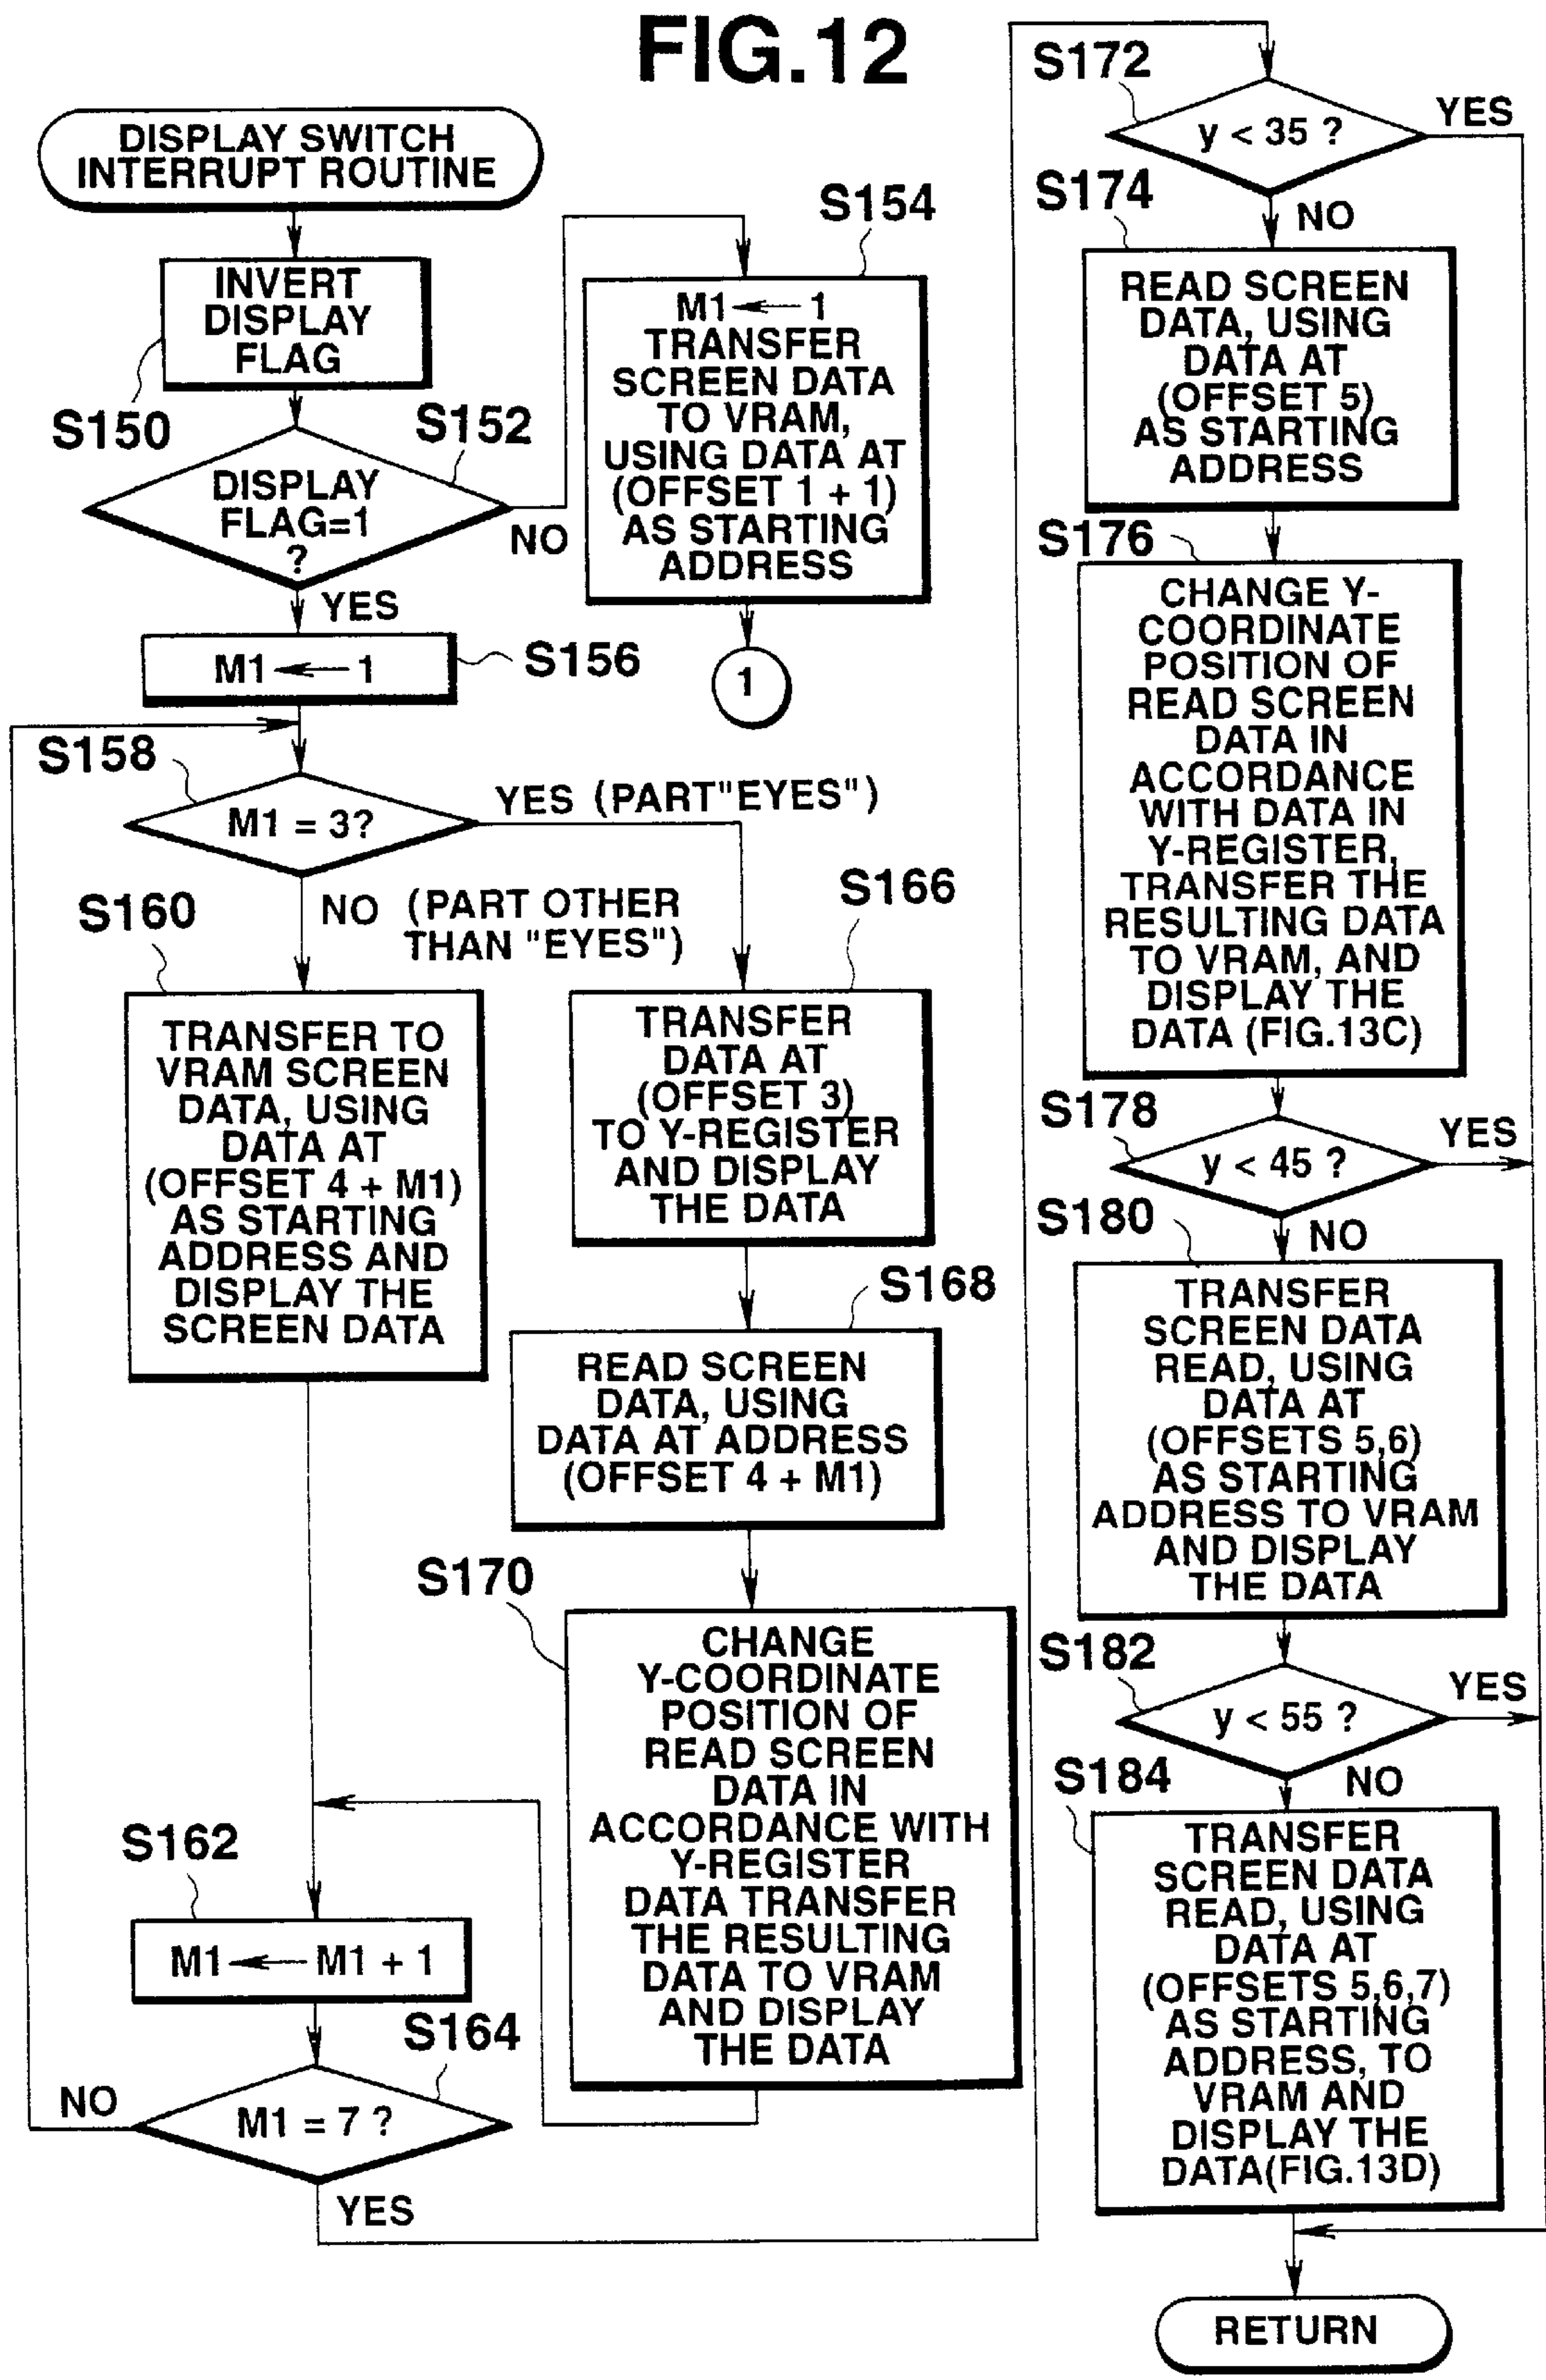 FIG.12
DISPLAY SWITCH
INTERRUPT ROUTINE
INVERT
DISPLAY
FLAG
S150
S152
DISPLAY
FLAG=1
?
NO
YES
S154
M1 ← 1
TRANSFER
SCREEN DATA
TO VRAM,
USING DATA AT
(OFFSET 1 + 1)
AS STARTING
ADDRESS
1
M1 ← 1
S156
S158
M1 = 3?
YES (PART"EYES")
NO (PART OTHER
THAN "EYES")
S160
TRANSFER TO
VRAM SCREEN
DATA, USING
DATA AT
(OFFSET 4 + M1)
AS STARTING
ADDRESS AND
DISPLAY THE
SCREEN DATA
S166
TRANSFER
DATA AT
(OFFSET 3)
TO Y-REGISTER
AND DISPLAY
THE DATA
S168
READ SCREEN
DATA, USING
DATA AT ADDRESS
(OFFSET 4 + M1)
S170
CHANGE
Y-COORDINATE
POSITION OF
READ SCREEN
DATA IN
ACCORDANCE WITH
Y-REGISTER
DATA TRANSFER
THE RESULTING
DATA TO VRAM
AND DISPLAY
THE DATA
S162
M1 ← M1 + 1
S164
M1 = 7 ?
NO
YES
S172
y < 35 ?
YES
NO
S174
READ SCREEN
DATA, USING
DATA AT
(OFFSET 5)
AS STARTING
ADDRESS
S176
CHANGE Y-
COORDINATE
POSITION OF
READ SCREEN
DATA IN
ACCORDANCE
WITH DATA IN
Y-REGISTER,
TRANSFER THE
RESULTING DATA
TO VRAM, AND
DISPLAY THE
DATA (FIG.13C)
S178
y < 45 ?
YES
NO
S180
TRANSFER
SCREEN DATA
READ, USING
DATA AT
(OFFSETS 5,6)
AS STARTING
ADDRESS TO VRAM
AND DISPLAY
THE DATA
S182
y < 55 ?
YES
NO
S184
TRANSFER
SCREEN DATA
READ, USING
DATA AT
(OFFSETS 5,6,7)
AS STARTING
ADDRESS, TO
VRAM AND
DISPLAY THE
DATA(FIG.13D)
RETURN